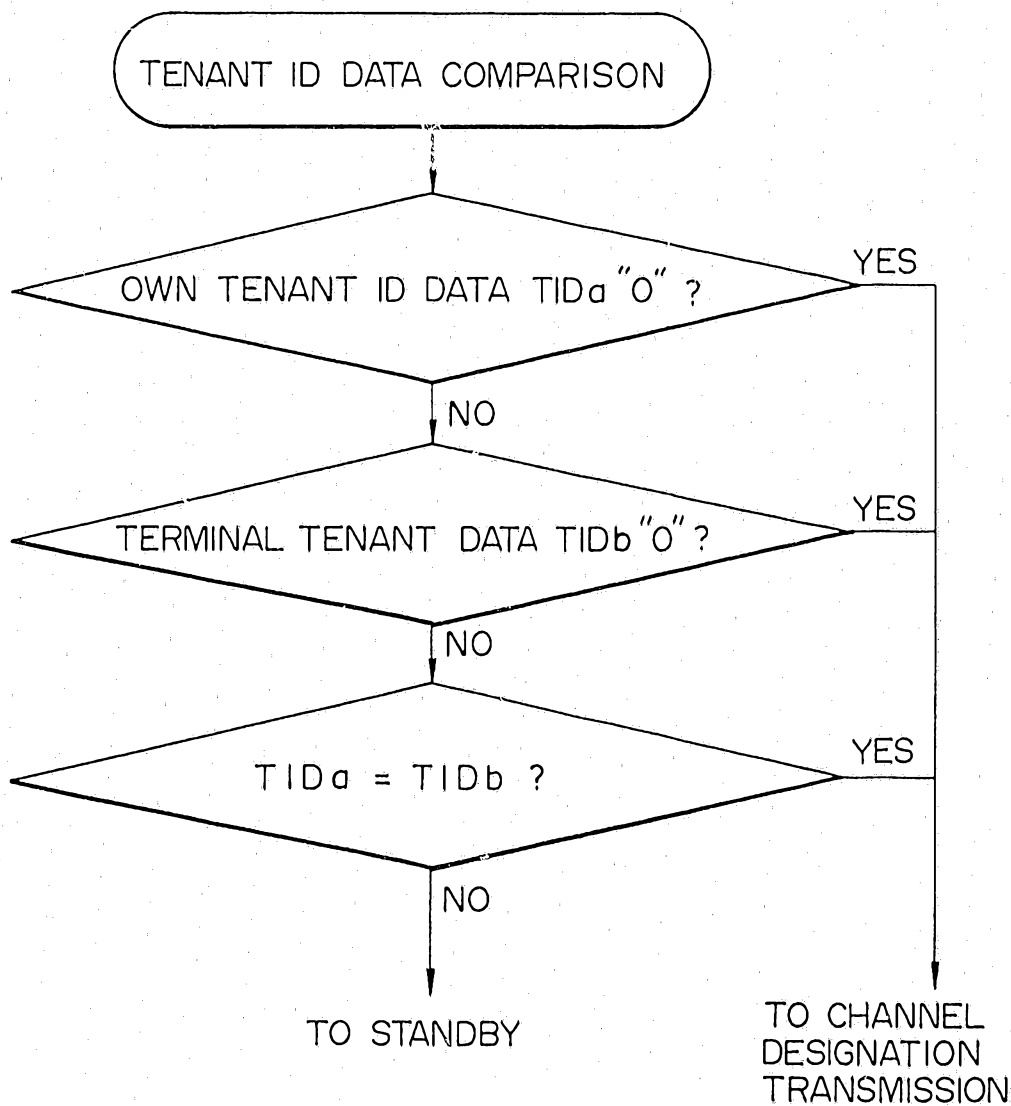 TENANT ID DATA COMPARISON
OWN TENANT ID DATA TIDa "0" ?
YES
NO
TERMINAL TENANT DATA TIDb "0" ?
YES
NO
TIDa = TIDb ?
YES
NO
TO STANDBY
TO CHANNEL
DESIGNATION
TRANSMISSION